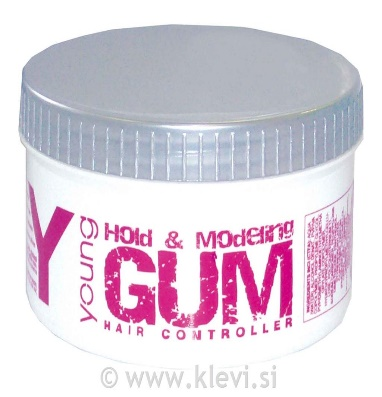 Y
young
Hold & Modeling
GUM
HAIR CONTROLLER
© www.klevi.si